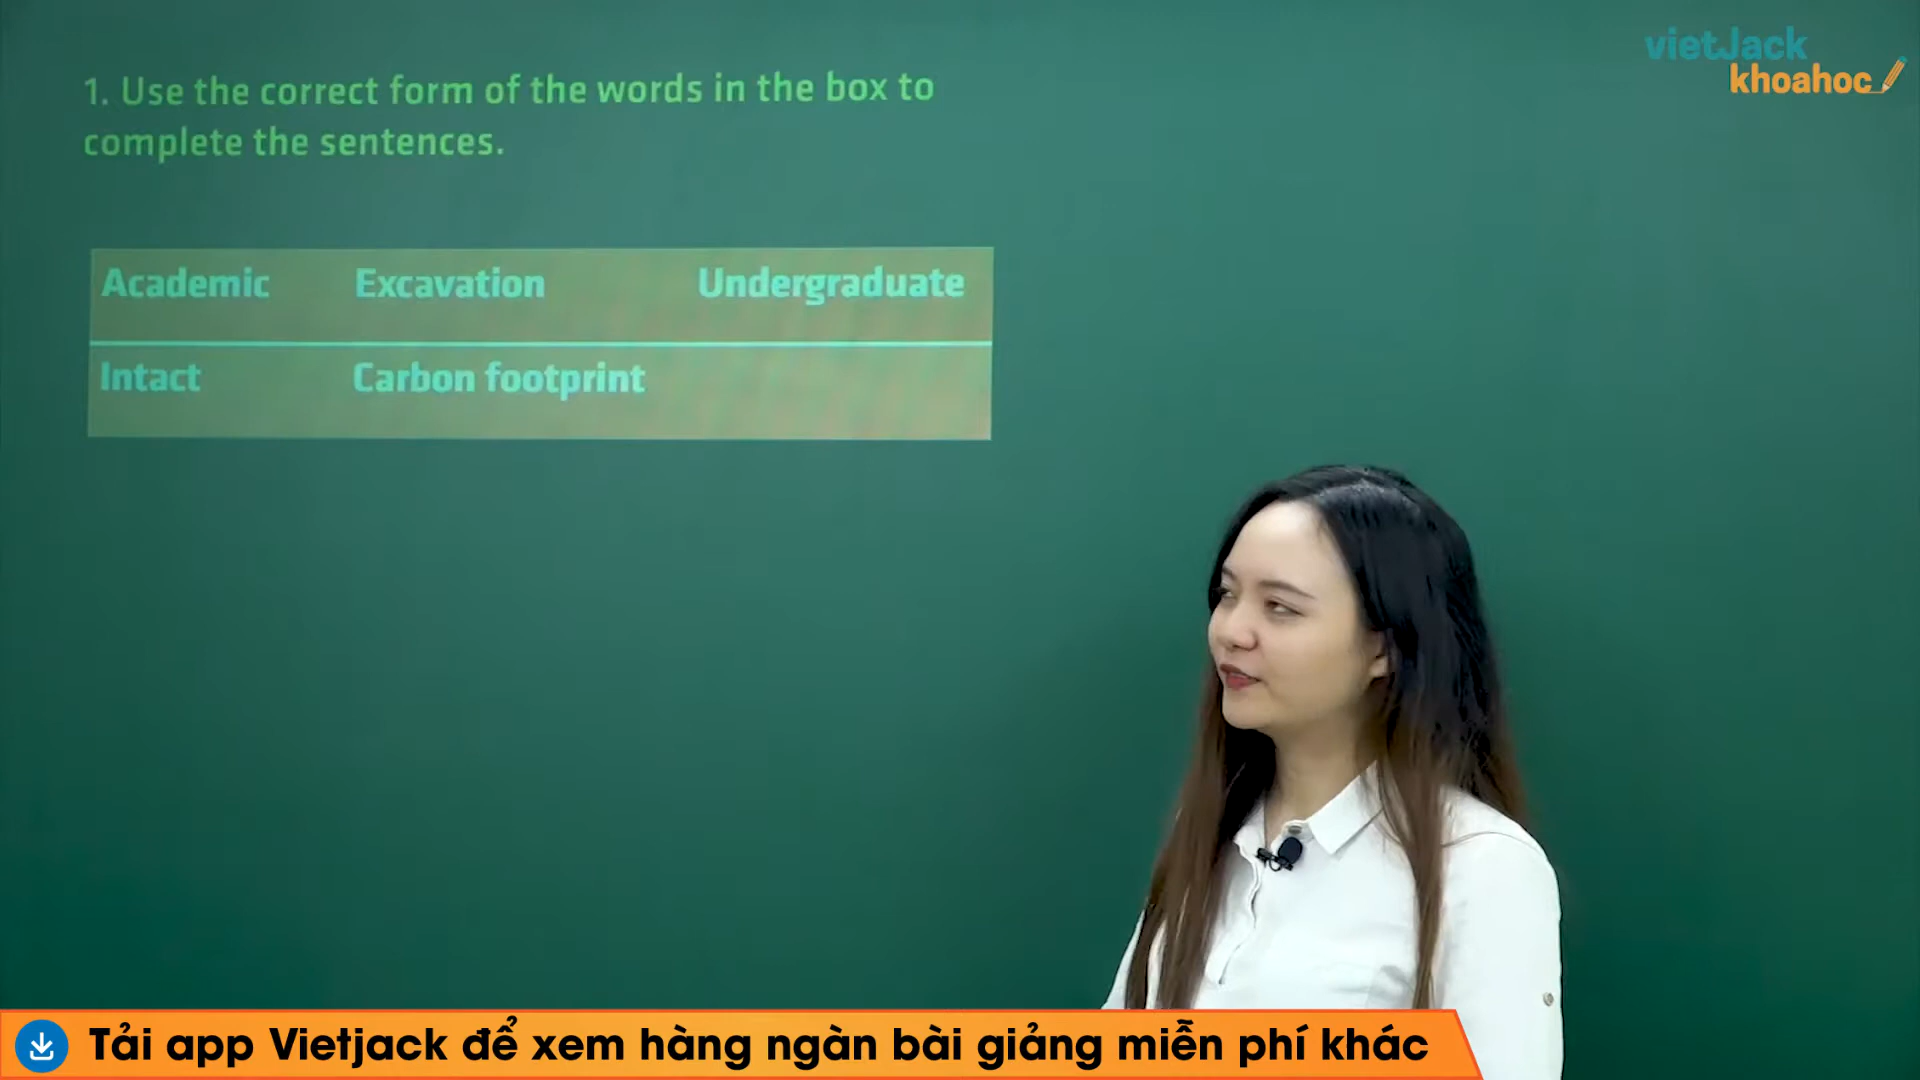 vietJack
khoahoc
1. Use the correct form of the words in the box to
complete the sentences.
Academic Excavation Undergraduate
Intact Carbon footprint
Tải app Vietjack để xem hàng ngàn bài giảng miễn phí khác